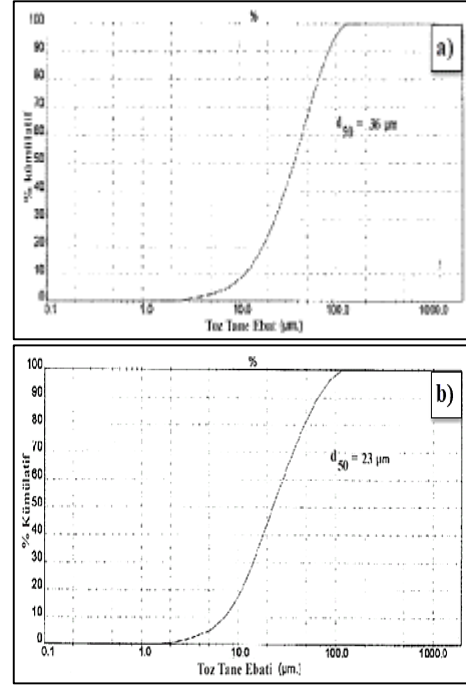 %
a)
100
90
80
70
60
50
40
30
20
10
0
% kümülatif
d50 = 36 µm
0.1 1.0 10.0 100.0 1000.0
Toz Tane Ebat (µm.)
%
b)
100
90
80
70
60
50
40
30
20
10
0
% Kümülatif
d50 = 23 µm
0.1 1.0 10.0 100.0 1000.0
Toz Tane Ebati (µm.)